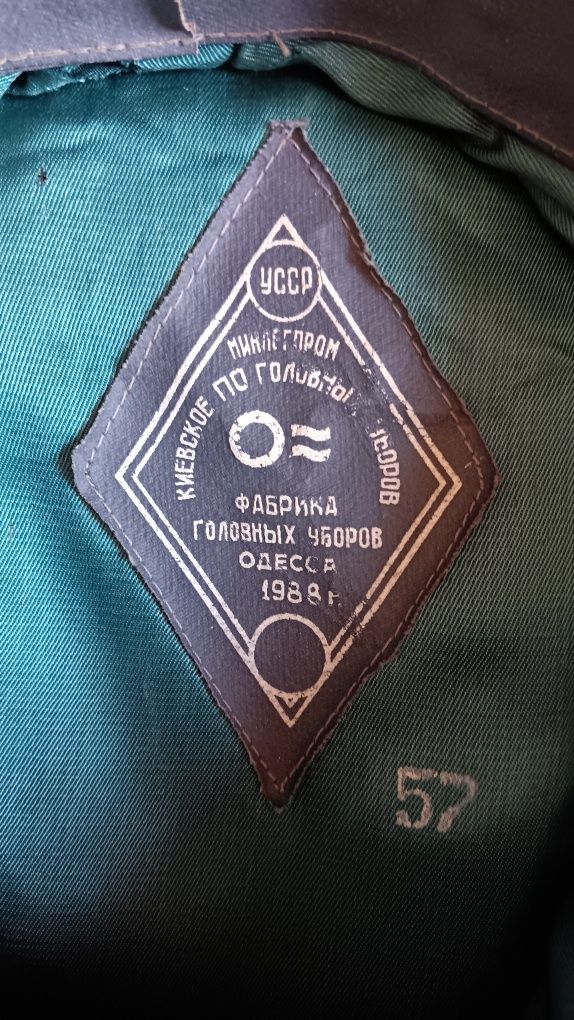 УССР
МИНЛЕГПРОМ
КИЕВСКОЕ ПО ГОЛОВНЫХ УБОРОВ
ФАБРИКА
ГОЛОВНЫХ УБОРОВ
ОДЕССА
1988 г
57